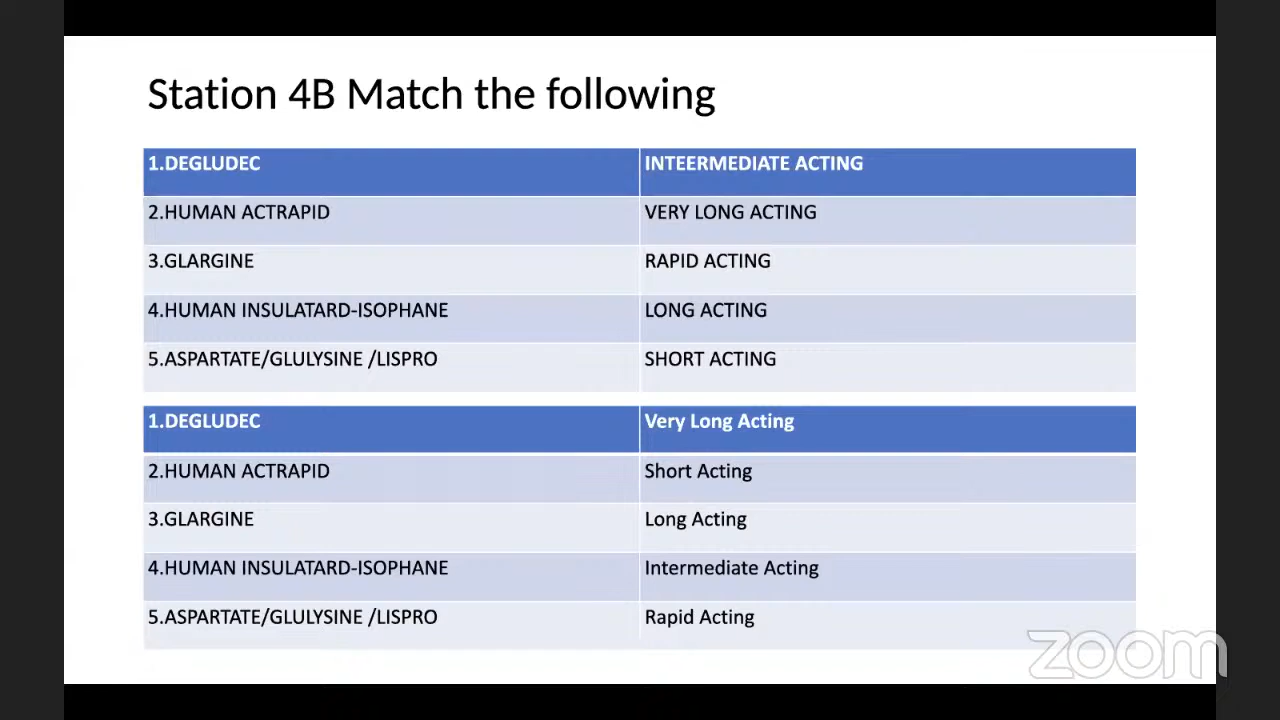 Station 4B Match the following
1.DEGLUDEC INTEERMEDIATE ACTING
2.HUMAN ACTRAPID VERY LONG ACTING
3.GLARGINE RAPID ACTING
4.HUMAN INSULATARD-ISOPHANE LONG ACTING
5.ASPARTATE/GLULYSINE /LISPRO SHORT ACTING
1.DEGLUDEC Very Long Acting
2.HUMAN ACTRAPID Short Acting
3.GLARGINE Long Acting
4.HUMAN INSULATARD-ISOPHANE Intermediate Acting
5.ASPARTATE/GLULYSINE /LISPRO Rapid Acting
zoom